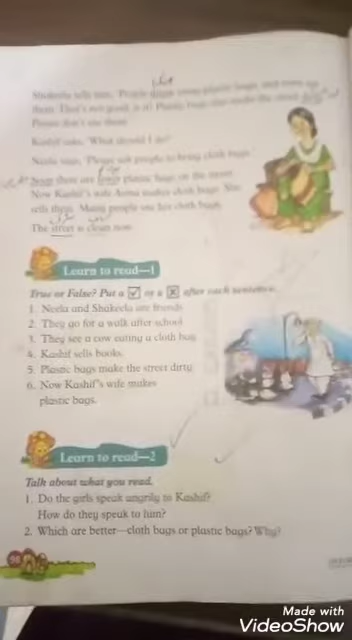 Shakeela tells him, 'People throw away plastic bags, and cows eat
them. That's not good, is it? Plastic bags also make the street dirty.
Please don't use them.'
Kashif asks, 'What should I do?'
Neela says, 'Please ask people to bring cloth bags.'
Soon there are fewer plastic bags on the street.
Now Kashif's wife Asma makes cloth bags. She
sells them. Many people use her cloth bags.
The street is clean now.
Learn to read—1
True or False? Put a ☑ or a ☒ after each sentence.
1. Neela and Shakeela are friends.
2. They go for a walk after school.
3. They see a cow eating a cloth bag.
4. Kashif sells books.
5. Plastic bags make the street dirty.
6. Now Kashif's wife makes
plastic bags.
Learn to read—2
Talk about what you read.
1. Do the girls speak angrily to Kashif?
How do they speak to him?
2. Which are better—cloth bags or plastic bags? Why?
Made with
VideoShow